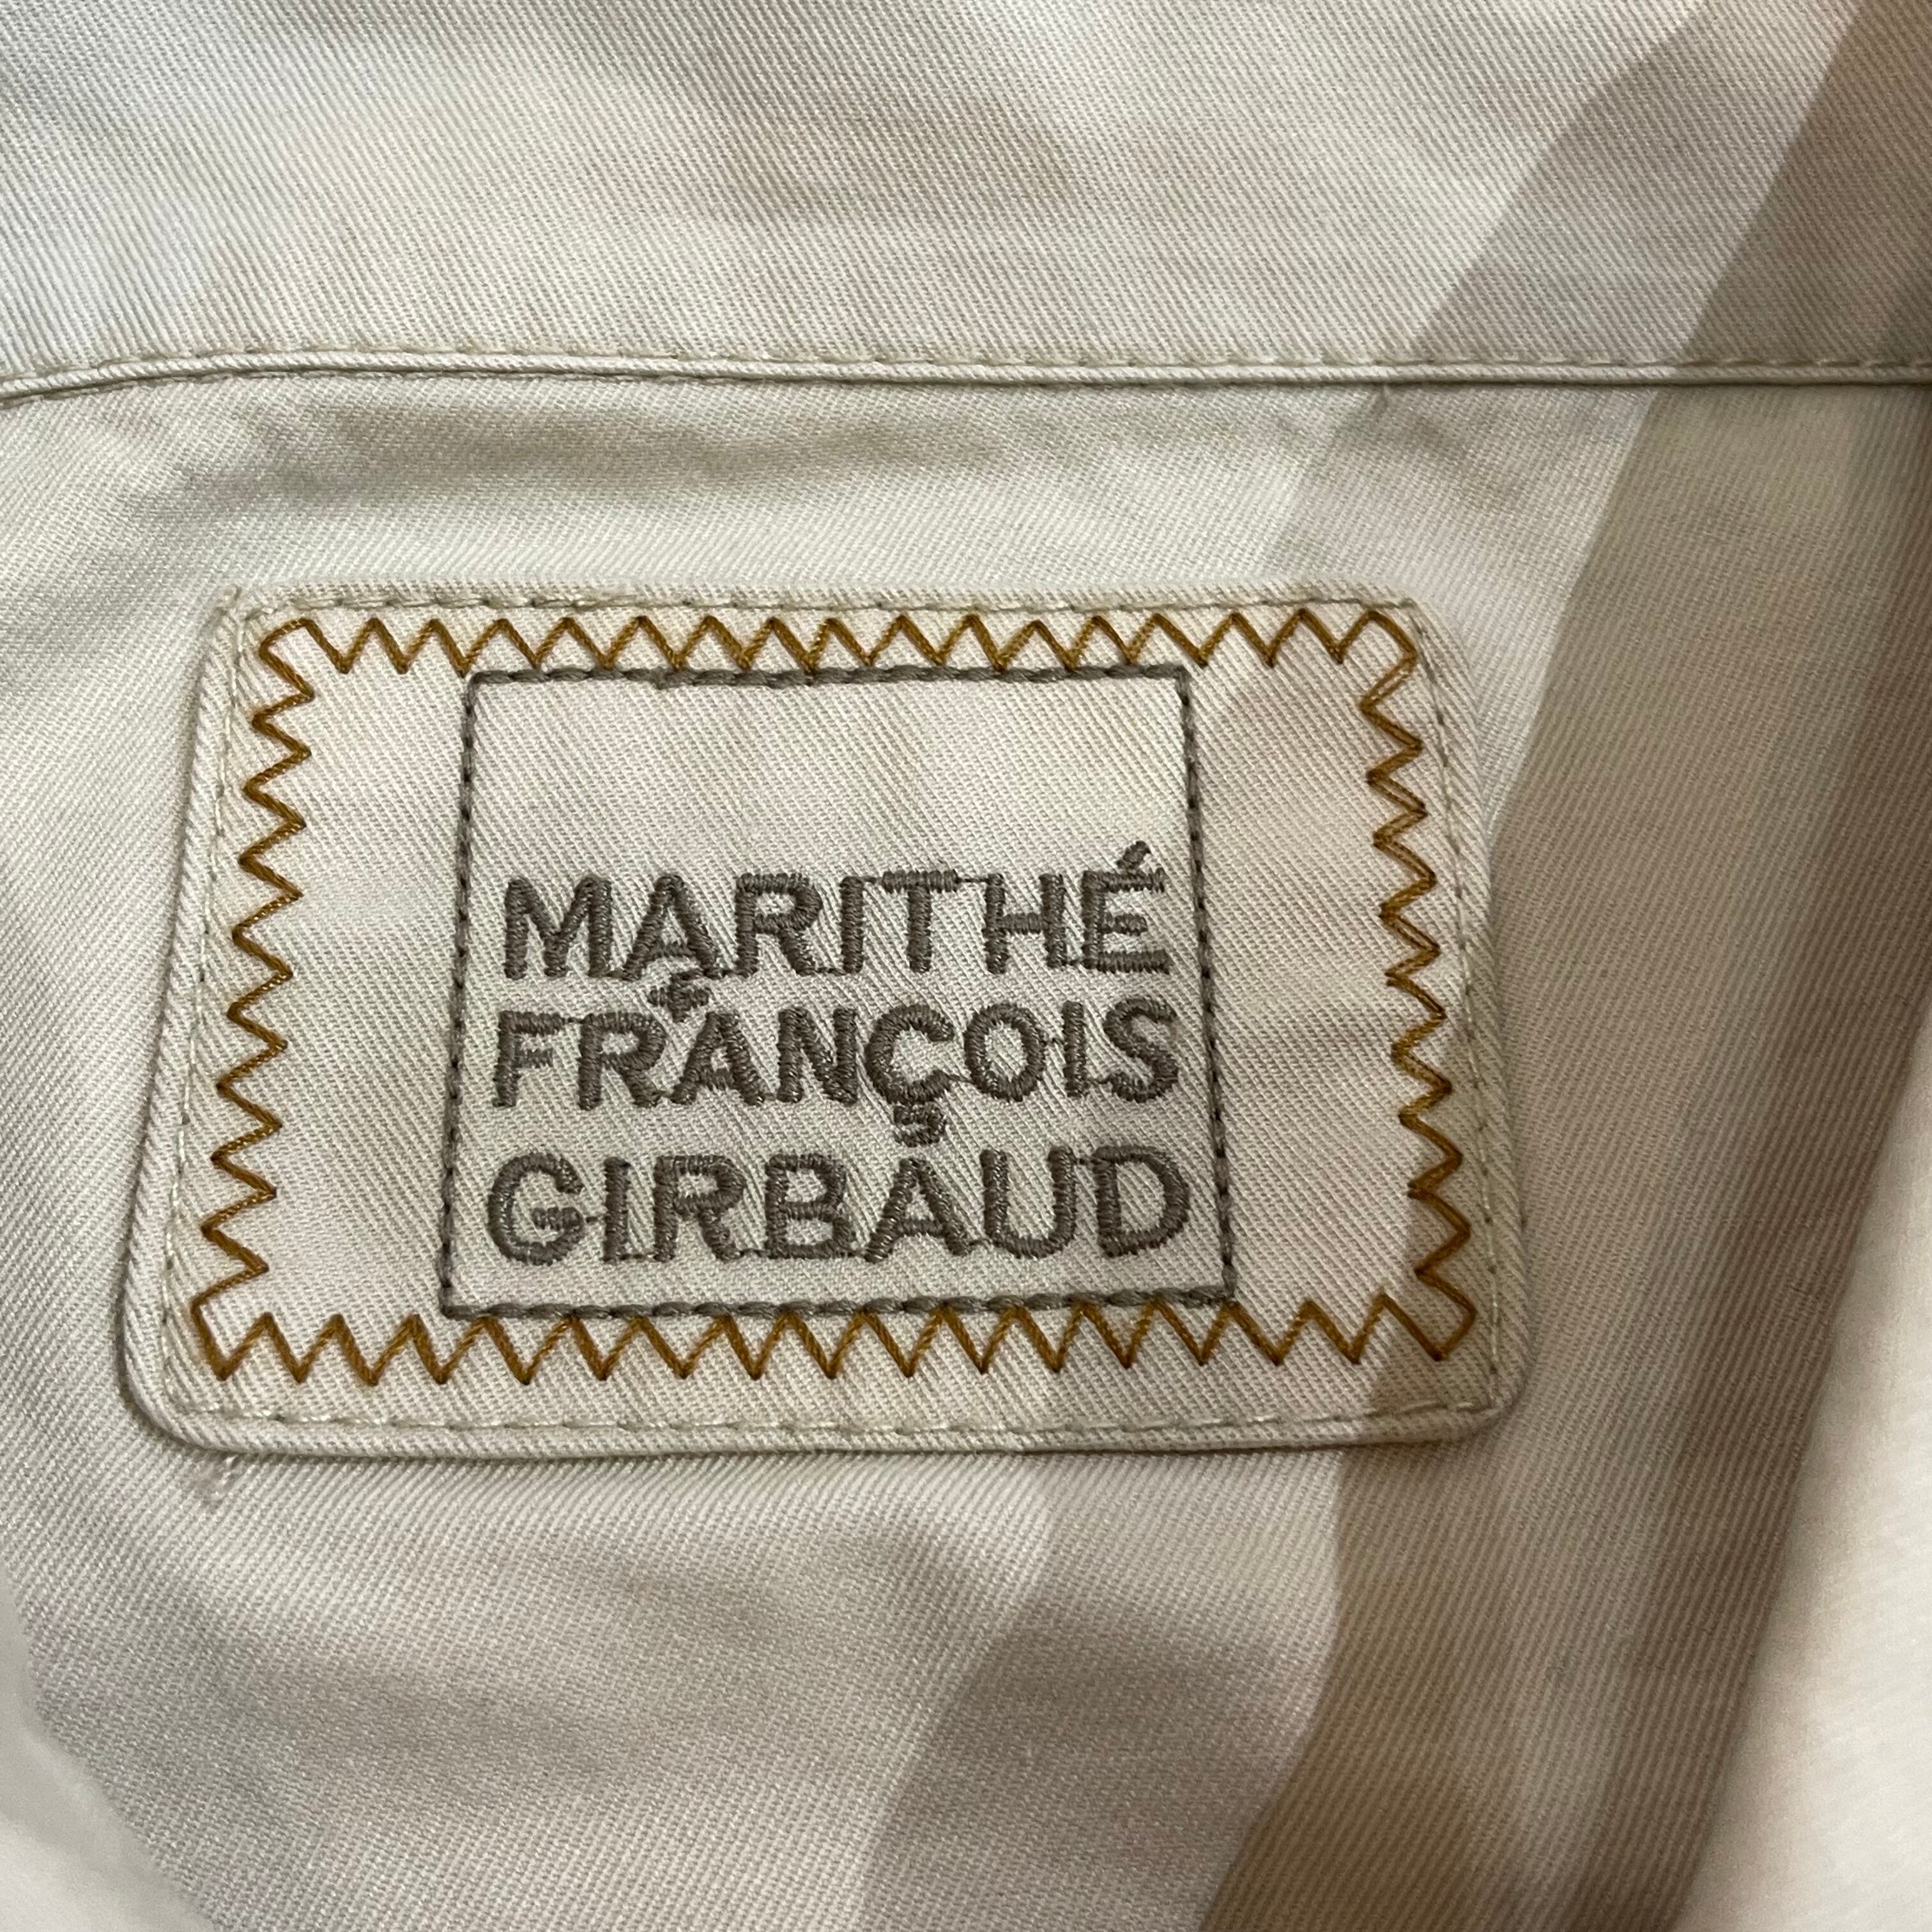 MARITHÉ
+
FRANÇOIS
GIRBAUD